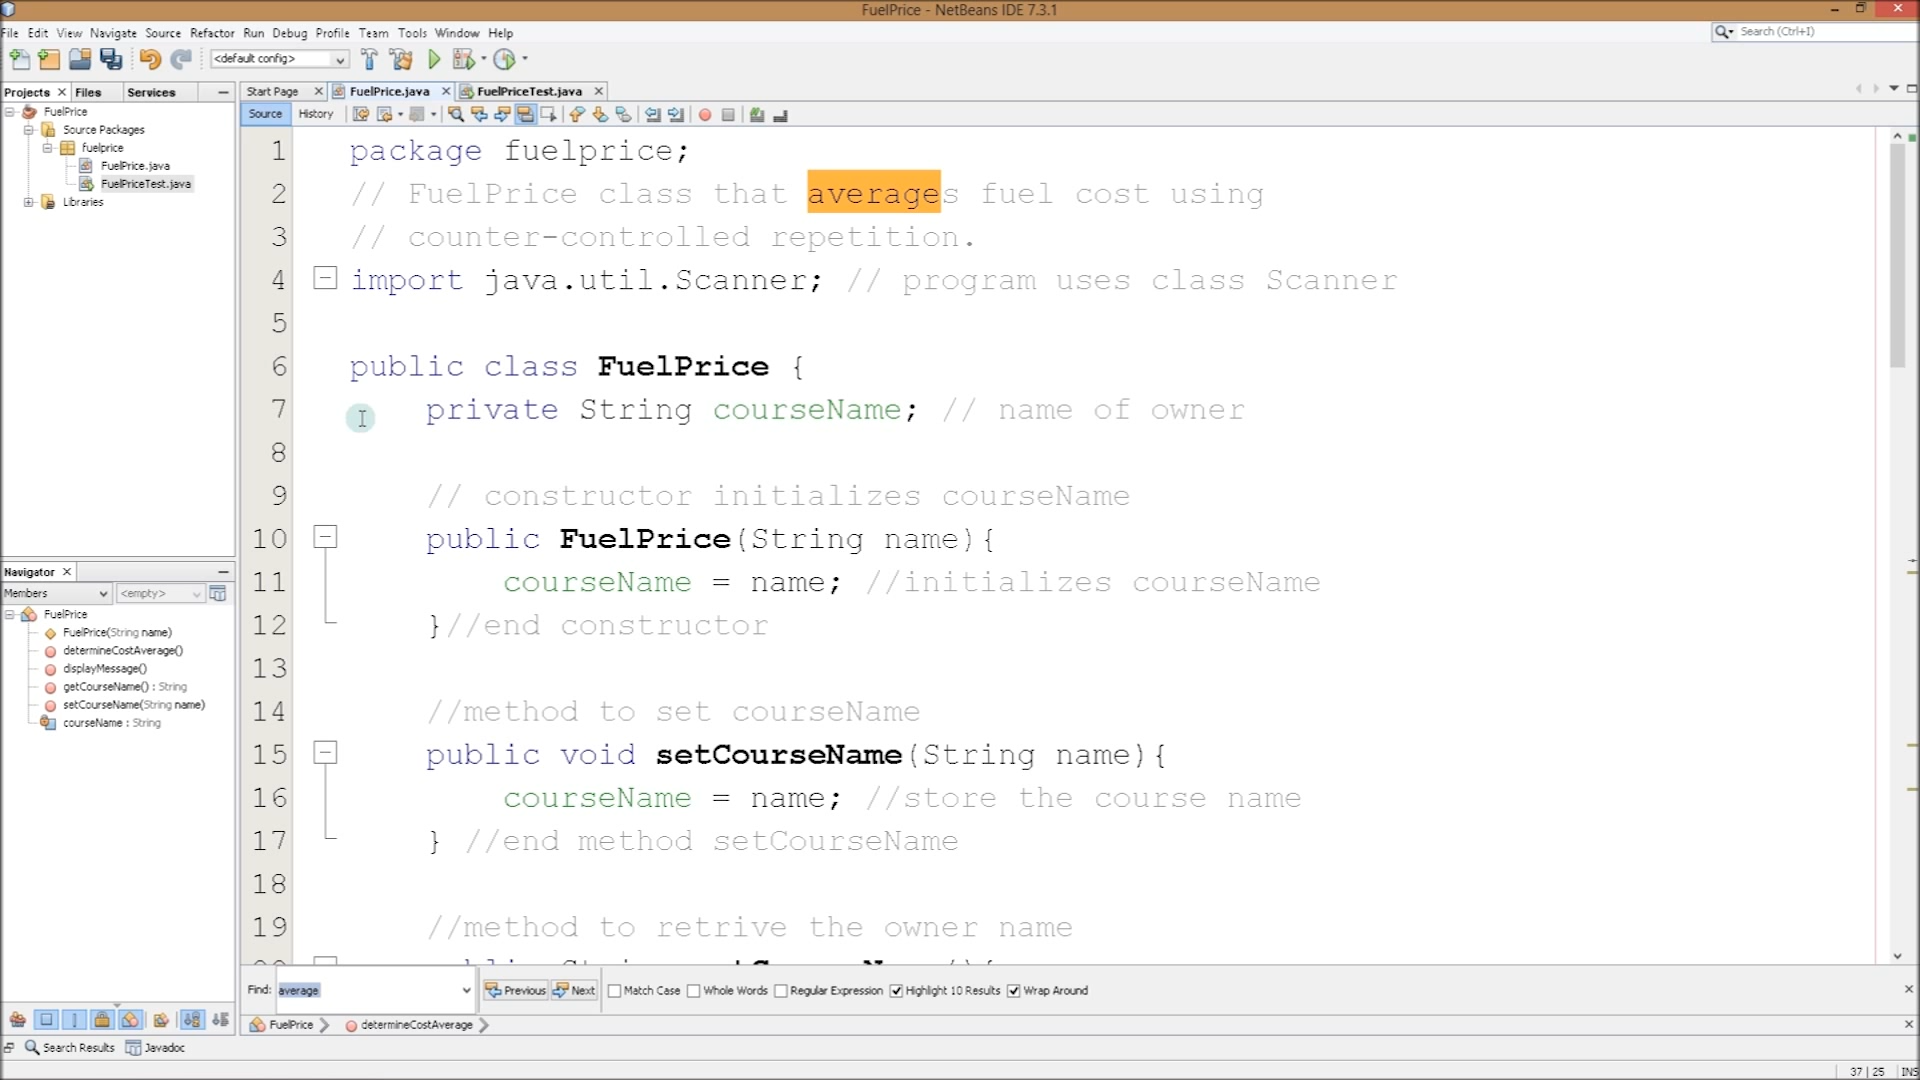 FuelPrice - NetBeans IDE 7.3.1
File Edit View Navigate Source Refactor Run Debug Profile Team Tools Window Help
Search (Ctrl+I)
<default config>
Projects Files Services
Start Page FuelPrice.java FuelPriceTest.java
Source History
FuelPrice
Source Packages
fuelprice
FuelPrice.java
FuelPriceTest.java
Libraries
1 package fuelprice;
2 // FuelPrice class that averages fuel cost using
3 // counter-controlled repetition.
4 import java.util.Scanner; // program uses class Scanner
5
6 public class FuelPrice {
7 private String courseName; // name of owner
8
9 // constructor initializes courseName
10 public FuelPrice(String name){
11 courseName = name; //initializes courseName
12 }//end constructor
13
14 //method to set courseName
15 public void setCourseName(String name){
16 courseName = name; //store the course name
17 } //end method setCourseName
18
19 //method to retrive the owner name
Navigator
Members <empty>
FuelPrice
FuelPrice(String name)
determineCostAverage()
displayMessage()
getCourseName() : String
setCourseName(String name)
courseName : String
Find: average Previous Next Match Case Whole Words Regular Expression Highlight 10 Results Wrap Around
FuelPrice determineCostAverage
Search Results Javadoc
37 | 25 INS